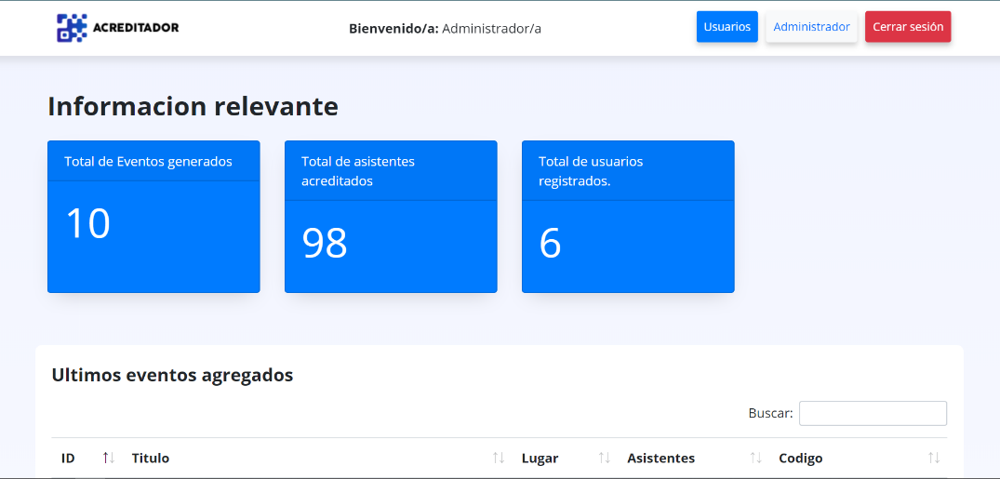 ACREDITADOR
Bienvenido/a: Administrador/a
Usuarios
Administrador
Cerrar sesión
Informacion relevante
Total de Eventos generados
10
Total de asistentes
acreditados
98
Total de usuarios
registrados.
6
Ultimos eventos agregados
Buscar:
ID
Titulo
Lugar
Asistentes
Codigo